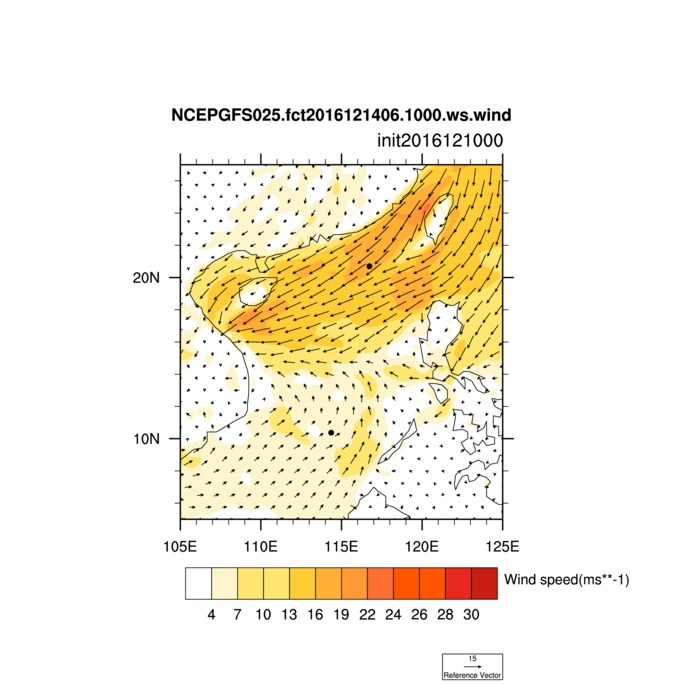 NCEPGFS025.fct2016121406.1000.ws.wind
init2016121000
20N
10N
105E 110E 115E 120E 125E
Wind speed(ms**-1)
4 7 10 13 16 19 22 24 26 28 30
15
Reference Vector